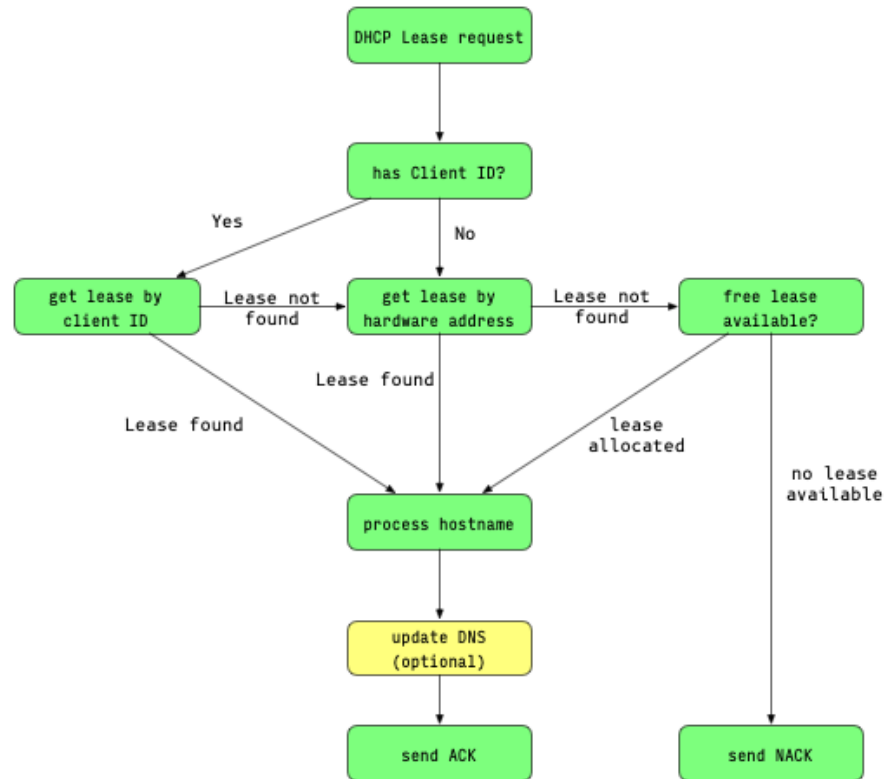 DHCP Lease request
has Client ID?
Yes
No
get lease by
client ID
Lease not
found
get lease by
hardware address
Lease not
found
free lease
available?
Lease found
Lease found
lease
allocated
no lease
available
process hostname
update DNS
(optional)
send ACK
send NACK